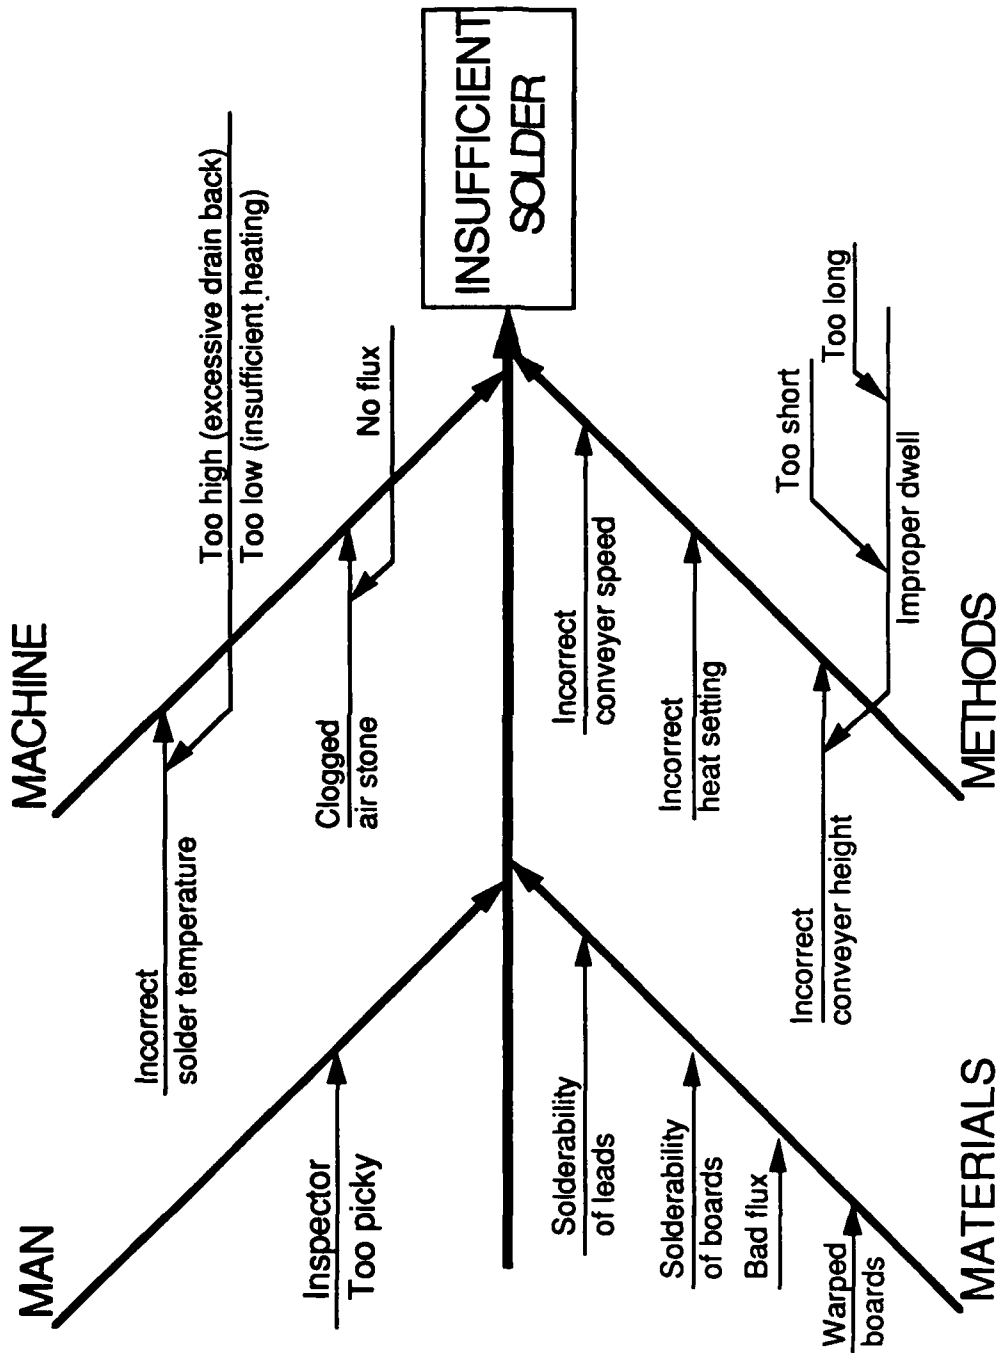 MAN
MACHINE
Incorrect
solder temperature
Too high (excessive drain back)
Too low (insufficient heating)
Inspector
Too picky
Clogged
air stone
No flux
INSUFFICIENT
SOLDER
Solderability
of leads
Incorrect
conveyer speed
Solderability
of boards
Incorrect
heat setting
Bad flux
Too short
Too long
Warped
boards
Incorrect
conveyer height
Improper dwell
MATERIALS
METHODS